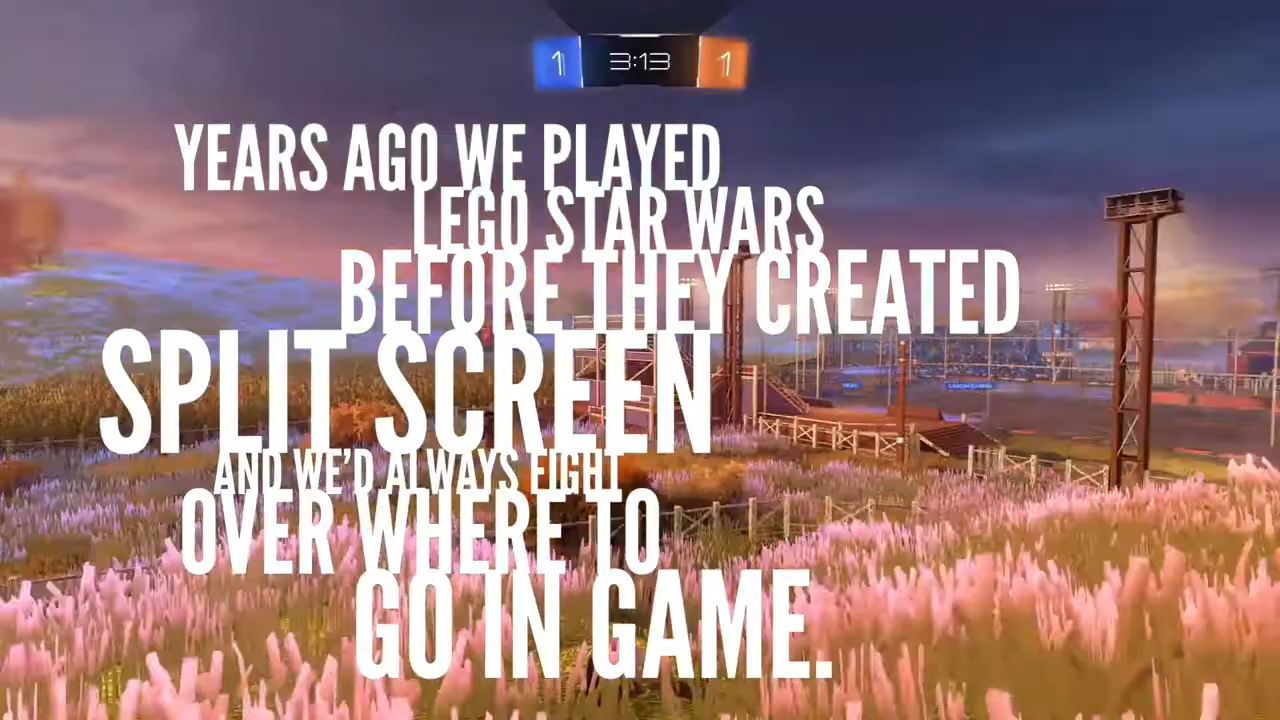 1 3:13 1
YEARS AGO WE PLAYED
LEGO STAR WARS
BEFORE THEY CREATED
SPLIT SCREEN
AND WE'D ALWAYS FIGHT
OVER WHERE TO
GO IN GAME.